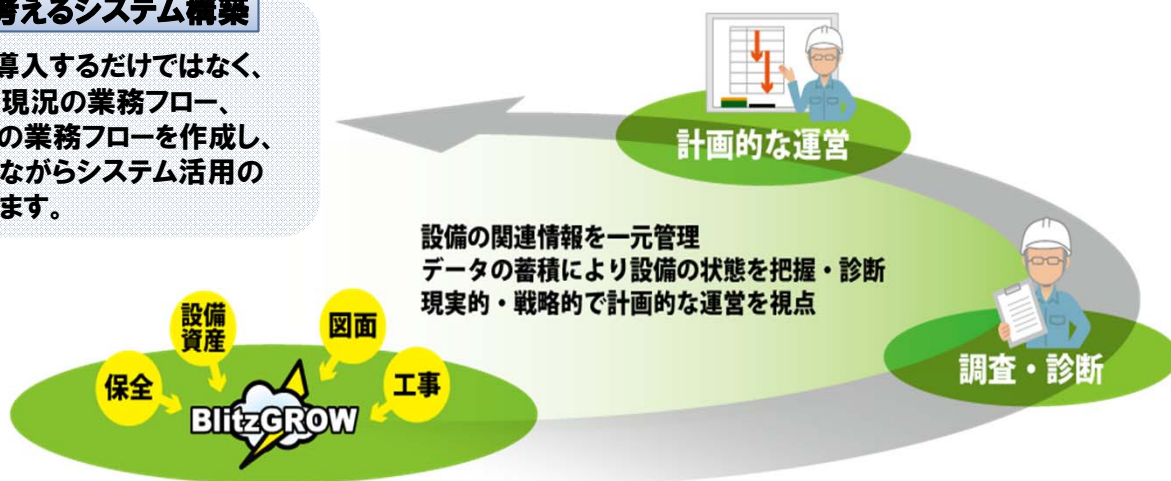 考えるシステム構築
導入するだけではなく、
現況の業務フロー、
の業務フローを作成し、
ながらシステム活用の
ます。
計画的な運営
設備の関連情報を一元管理
データの蓄積により設備の状態を把握・診断
現実的・戦略的で計画的な運営を視点
調査・診断
設備
資産
図面
保全
工事
BlitzGROW